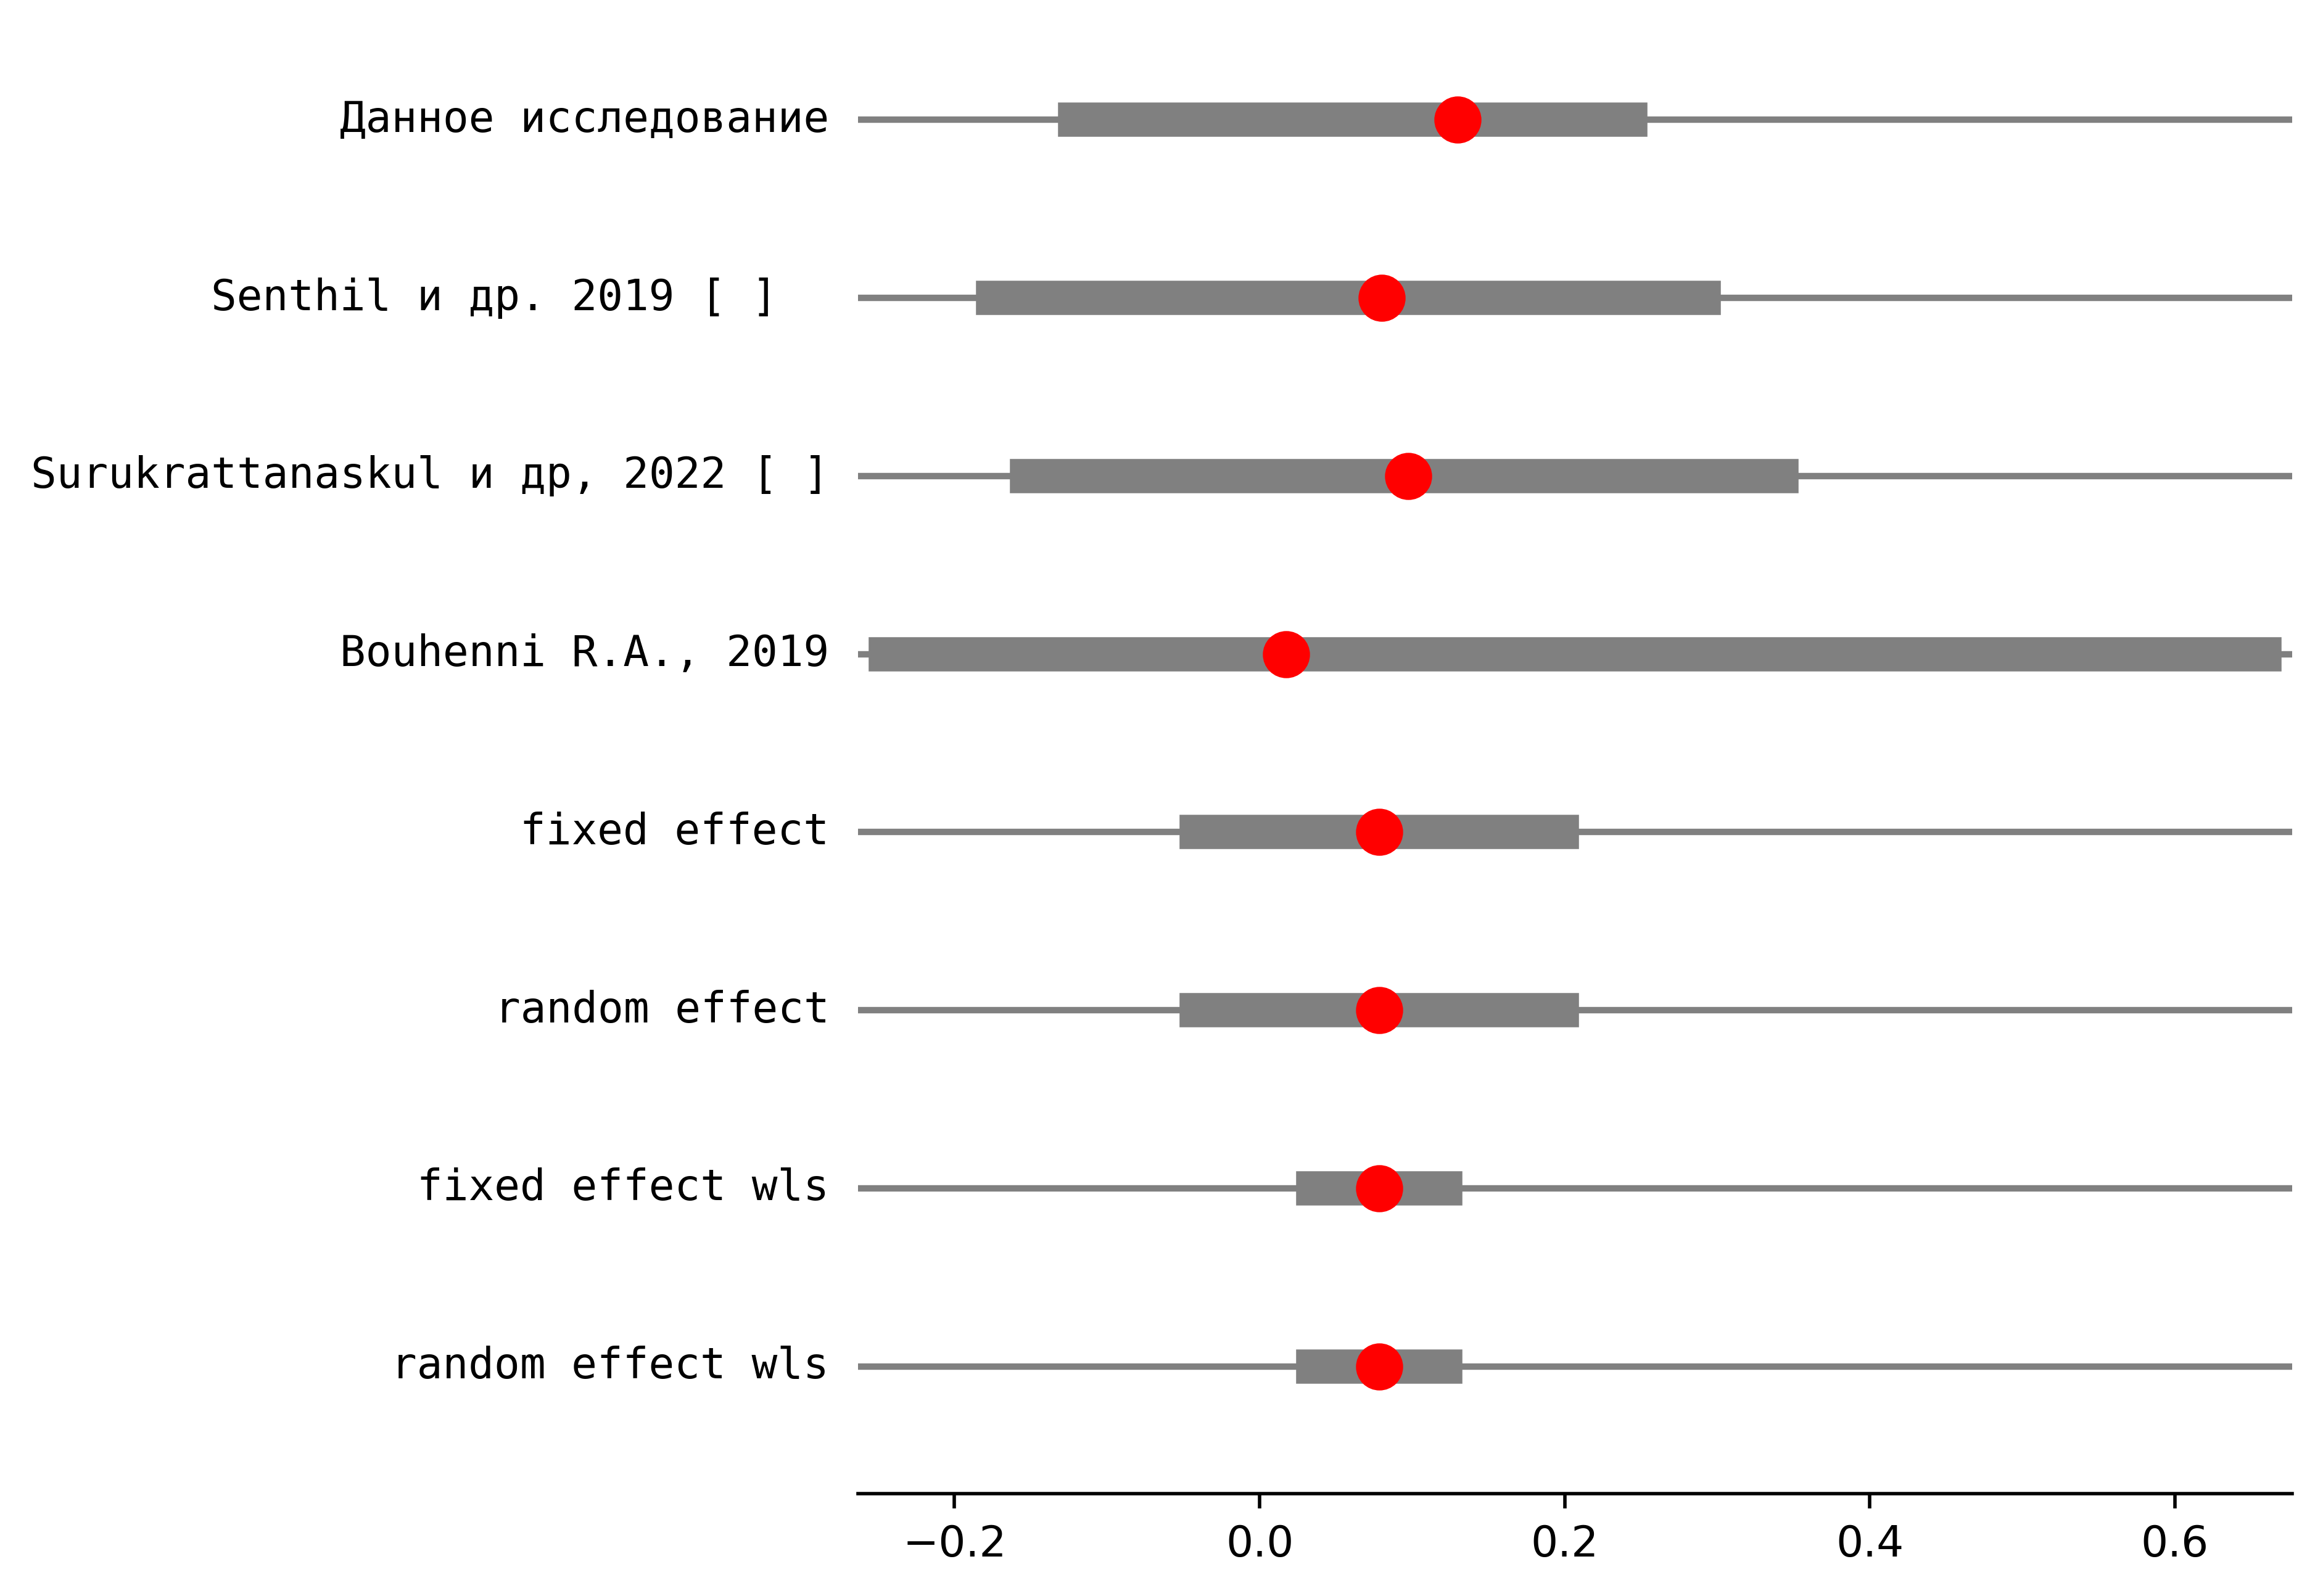 Данное исследование
Senthil и др. 2019 [ ]
Surukrattanaskul и др, 2022 [ ]
Bouhenni R.A., 2019
fixed effect
random effect
fixed effect wls
random effect wls
−0.2 0.0 0.2 0.4 0.6